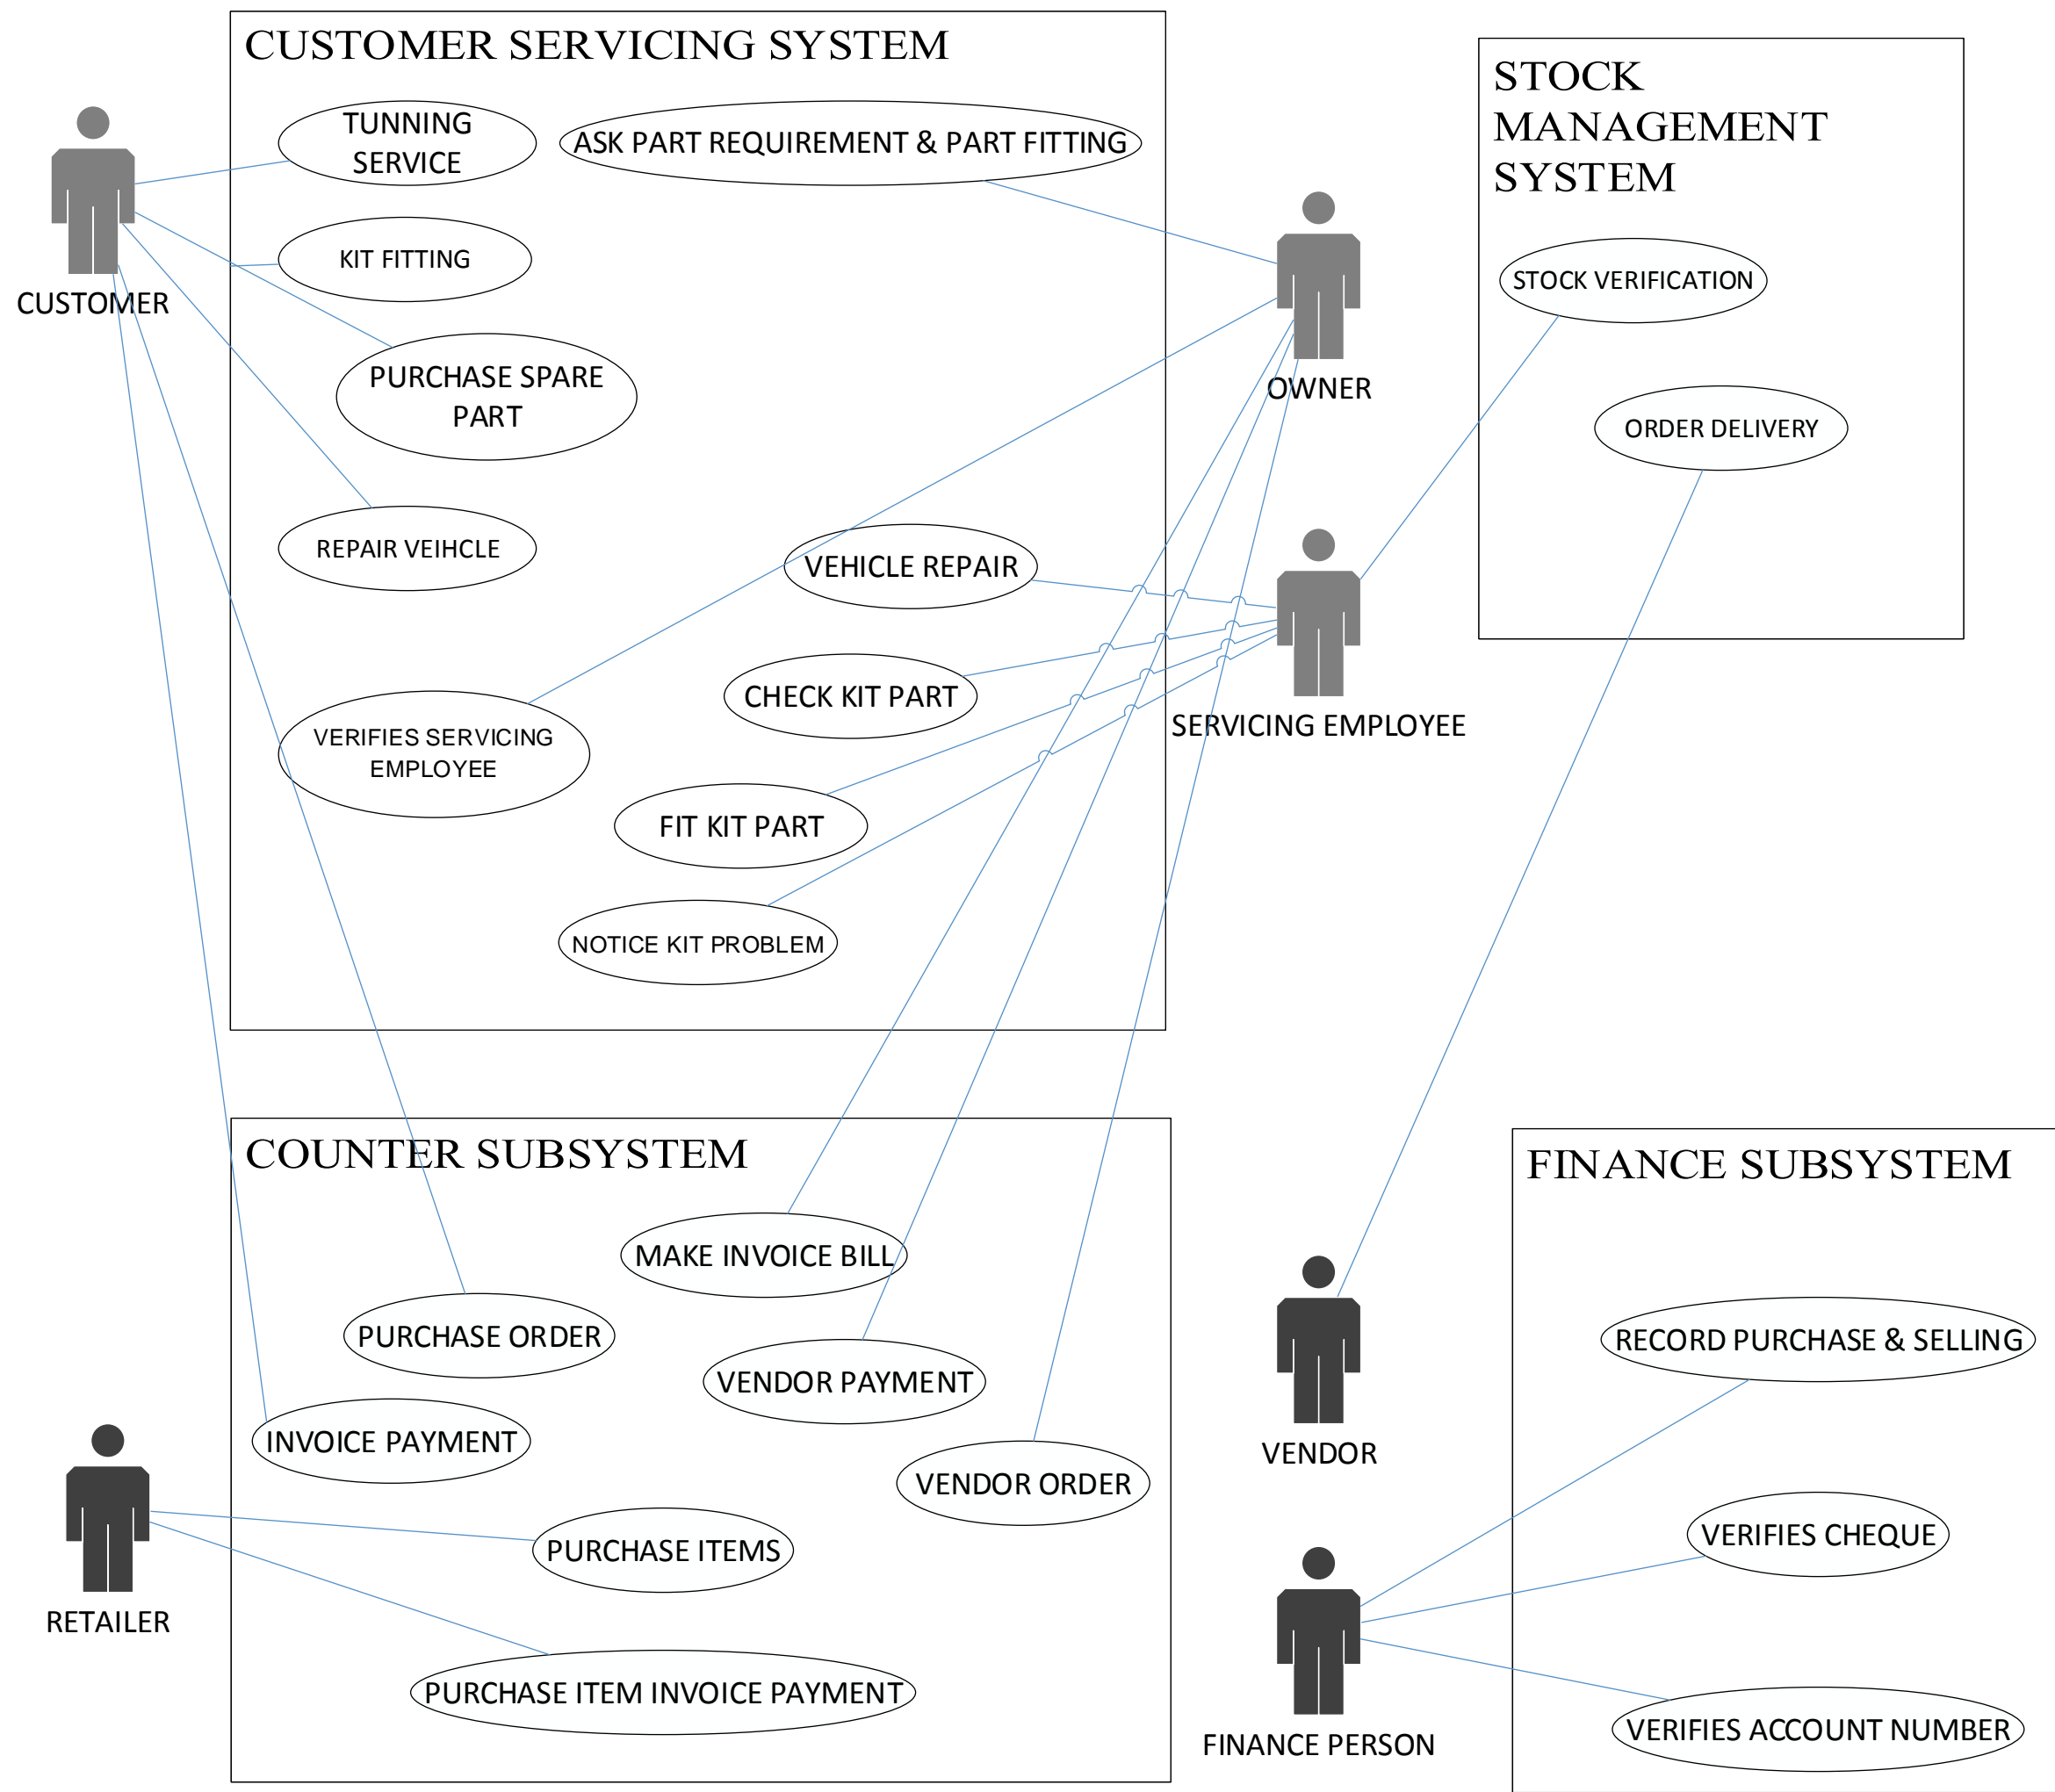 CUSTOMER SERVICING SYSTEM
TUNNING
SERVICE
ASK PART REQUIREMENT & PART FITTING
KIT FITTING
CUSTOMER
PURCHASE SPARE
PART
REPAIR VEIHCLE
VEHICLE REPAIR
CHECK KIT PART
VERIFIES SERVICING
EMPLOYEE
FIT KIT PART
NOTICE KIT PROBLEM
OWNER
SERVICING EMPLOYEE
STOCK
MANAGEMENT
SYSTEM
STOCK VERIFICATION
ORDER DELIVERY
COUNTER SUBSYSTEM
MAKE INVOICE BILL
PURCHASE ORDER
VENDOR PAYMENT
INVOICE PAYMENT
VENDOR ORDER
PURCHASE ITEMS
RETAILER
PURCHASE ITEM INVOICE PAYMENT
VENDOR
FINANCE PERSON
FINANCE SUBSYSTEM
RECORD PURCHASE & SELLING
VERIFIES CHEQUE
VERIFIES ACCOUNT NUMBER